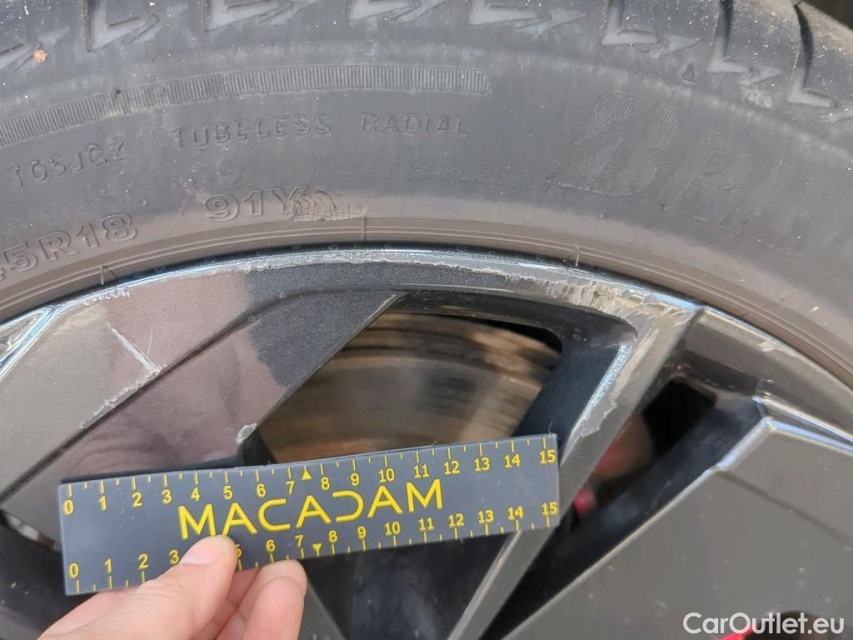 TUBELESS RADIAL
91Y
5R18
0 1 2 3 4 5 6 7 8 9 10 11 12 13 14 15
MACADAM
0 1 2 3 5 6 7 8 9 10 11 12 13 14 15
CarOutlet.eu